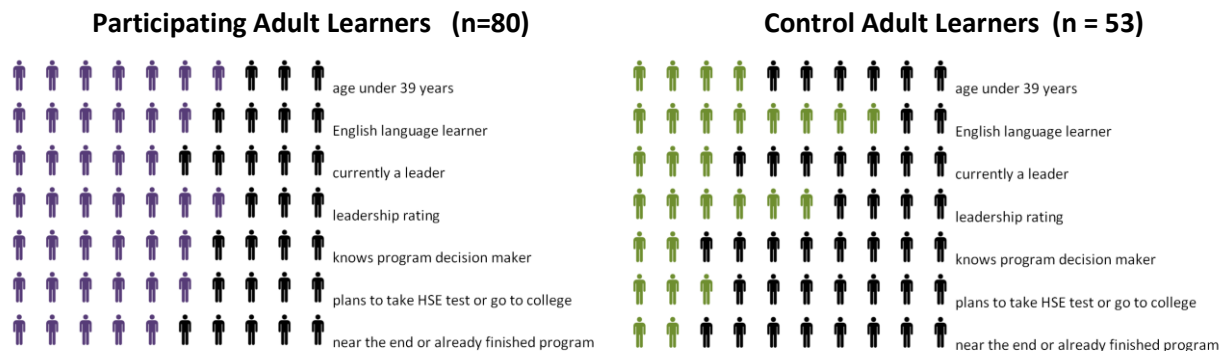 Participating Adult Learners (n=80)
age under 39 years
English language learner
currently a leader
leadership rating
knows program decision maker
plans to take HSE test or go to college
near the end or already finished program
Control Adult Learners (n = 53)
age under 39 years
English language learner
currently a leader
leadership rating
knows program decision maker
plans to take HSE test or go to college
near the end or already finished program